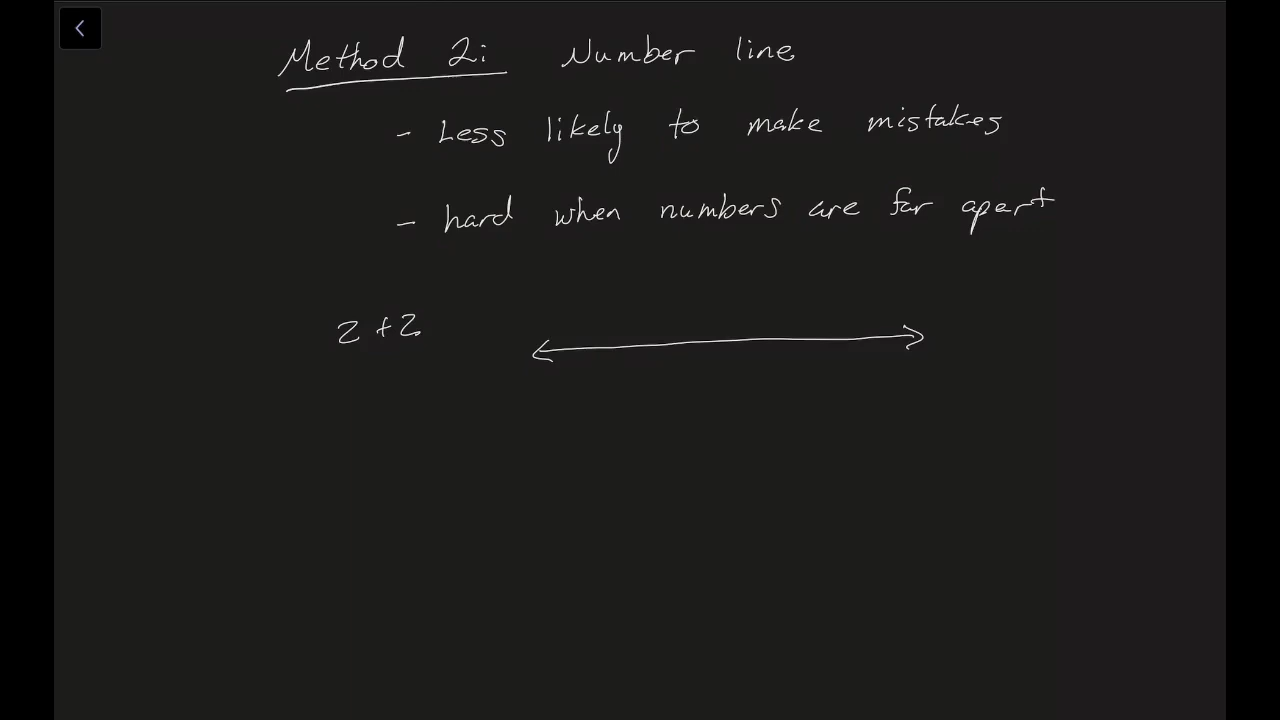 Method 2: Number line
- Less likely to make mistakes
- hard when numbers are far apart
2 + 2